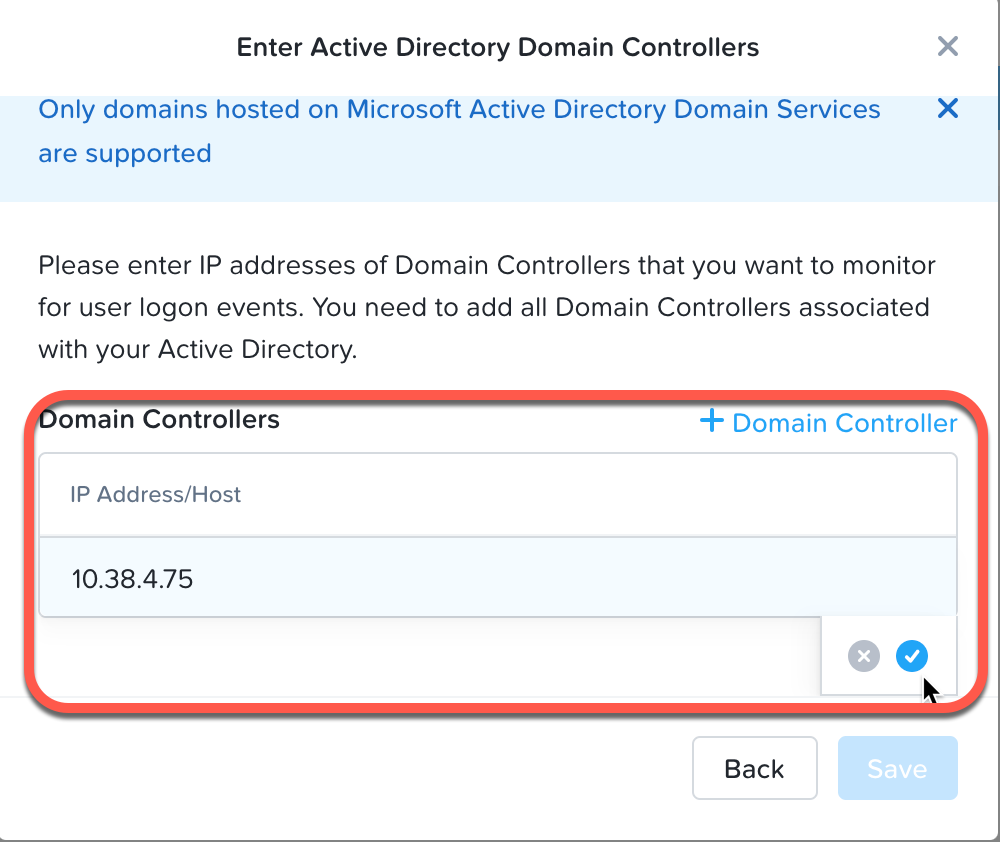 Enter Active Directory Domain Controllers
Only domains hosted on Microsoft Active Directory Domain Services
are supported
Please enter IP addresses of Domain Controllers that you want to monitor
for user logon events. You need to add all Domain Controllers associated
with your Active Directory.
Domain Controllers
+ Domain Controller
IP Address/Host
10.38.4.75
Back
Save